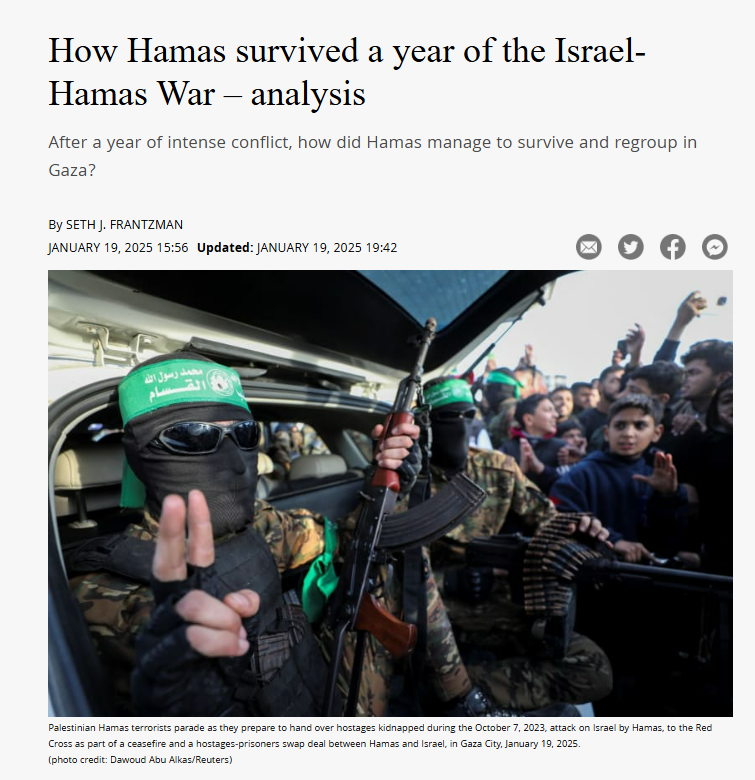 How Hamas survived a year of the Israel-
Hamas War – analysis
After a year of intense conflict, how did Hamas manage to survive and regroup in
Gaza?
By SETH J. FRANTZMAN
JANUARY 19, 2025 15:56 Updated: JANUARY 19, 2025 19:42
محمد رسول الله
القسام
Palestinian Hamas terrorists parade as they prepare to hand over hostages kidnapped during the October 7, 2023, attack on Israel by Hamas, to the Red
Cross as part of a ceasefire and a hostages-prisoners swap deal between Hamas and Israel, in Gaza City, January 19, 2025.
(photo credit: Dawoud Abu Alkas/Reuters)